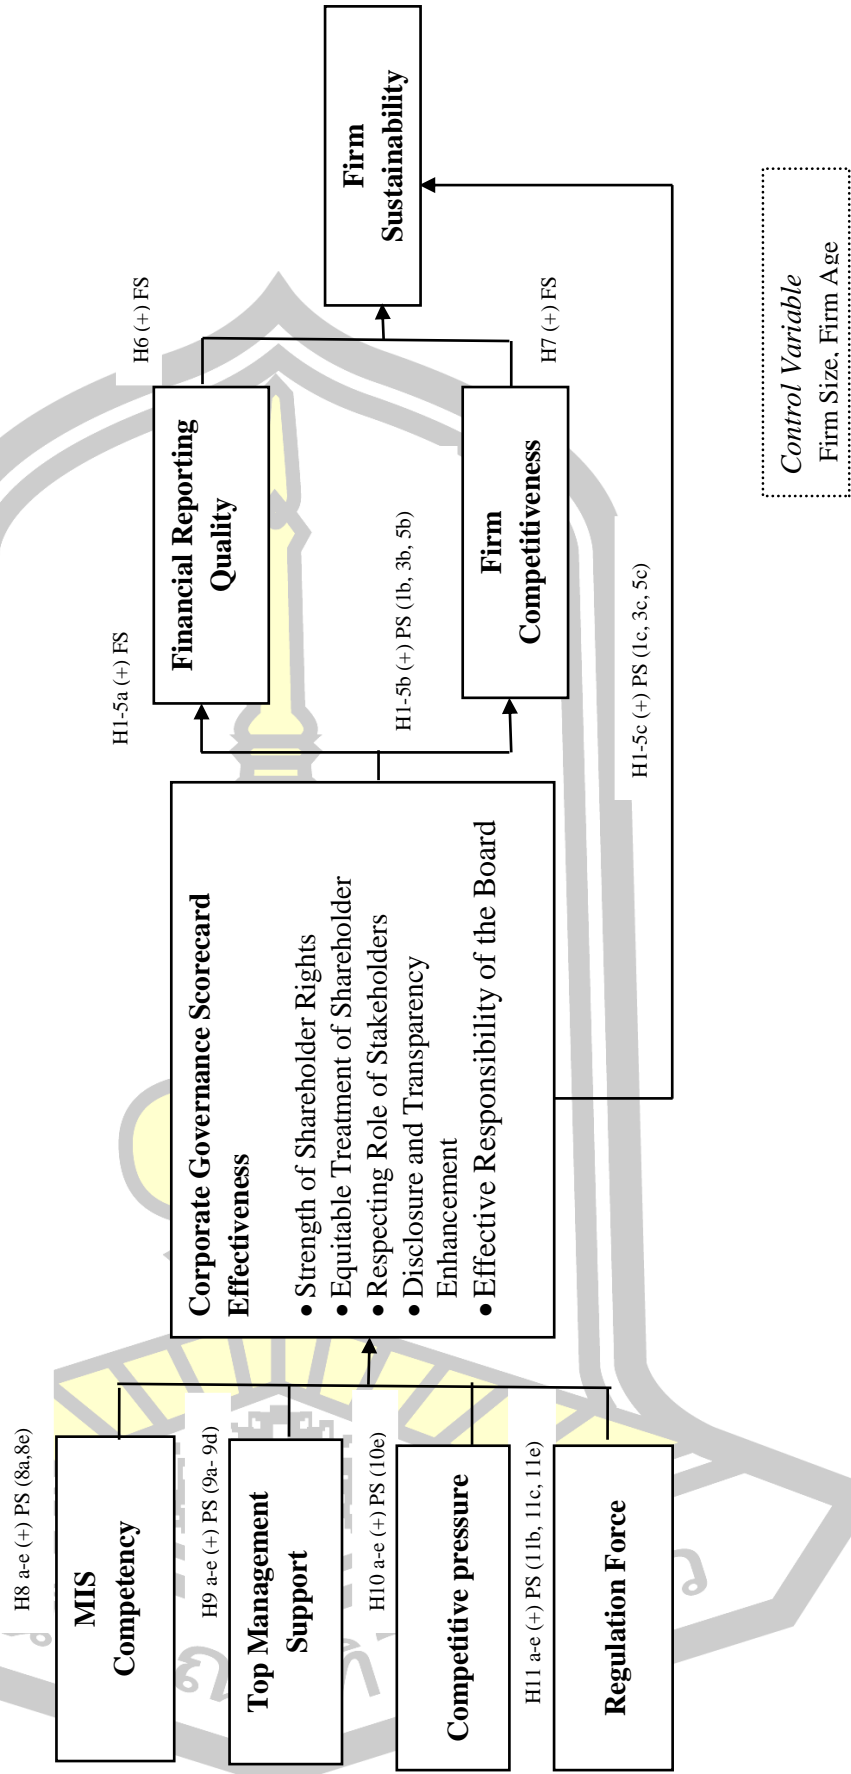 H8 a-e (+) PS (8a,8e)
MIS
Competency
H9 a-e (+) PS (9a- 9d)
Top Management
Support
H10 a-e (+) PS (10e)
Competitive pressure
H11 a-e (+) PS (11b, 11c, 11e)
Regulation Force
Corporate Governance Scorecard
Effectiveness
• Strength of Shareholder Rights
• Equitable Treatment of Shareholder
• Respecting Role of Stakeholders
• Disclosure and Transparency
Enhancement
• Effective Responsibility of the Board
H1-5a (+) FS
Financial Reporting
Quality
H1-5b (+) PS (1b, 3b, 5b)
Firm
Competitiveness
H1-5c (+) PS (1c, 3c, 5c)
H6 (+) FS
H7 (+) FS
Firm
Sustainability
Control Variable
Firm Size, Firm Age